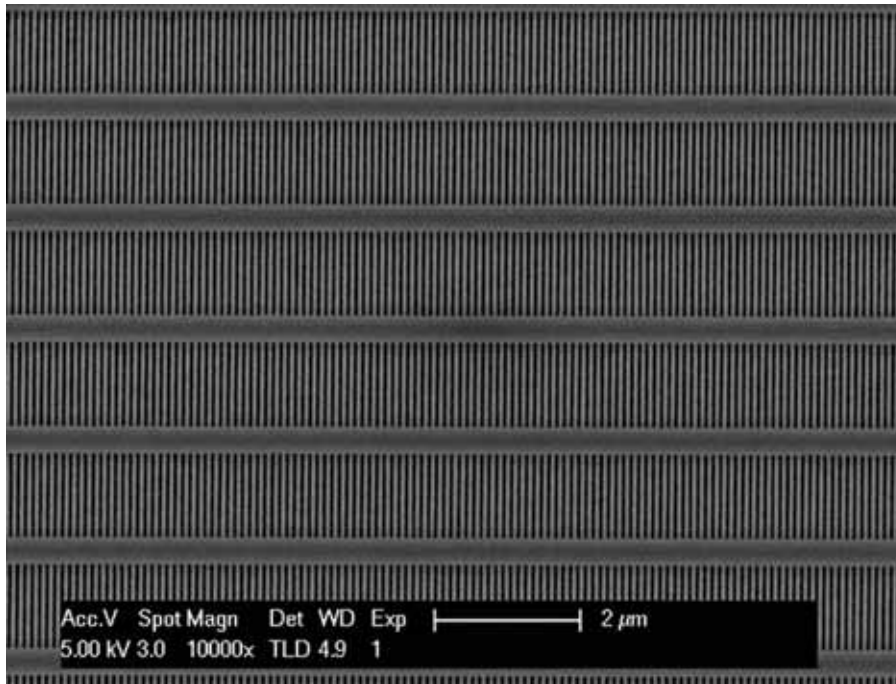 Acc.V Spot Magn Det WD Exp 2 µm
5.00 kV 3.0 10000x TLD 4.9 1